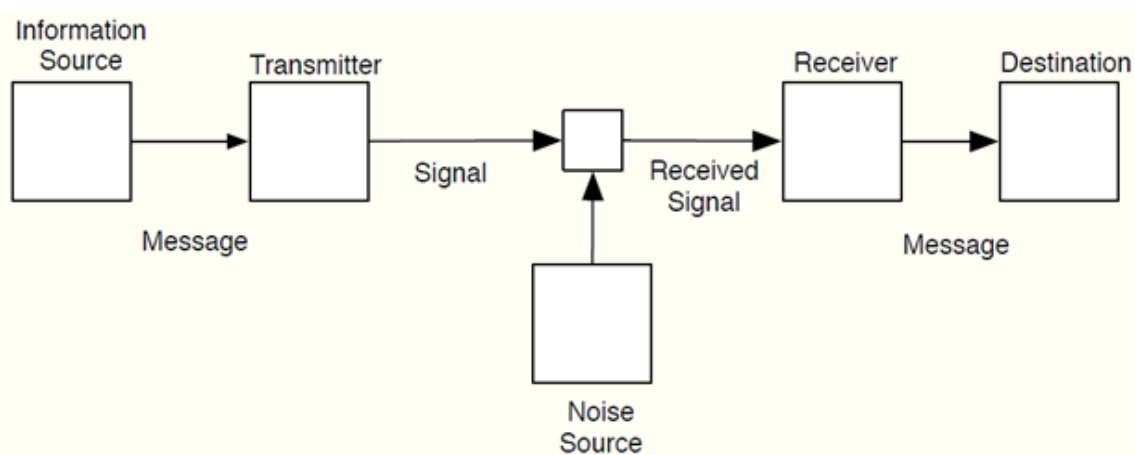 Information
Source
Transmitter
Receiver
Destination
Signal
Received
Signal
Message
Message
Noise
Source